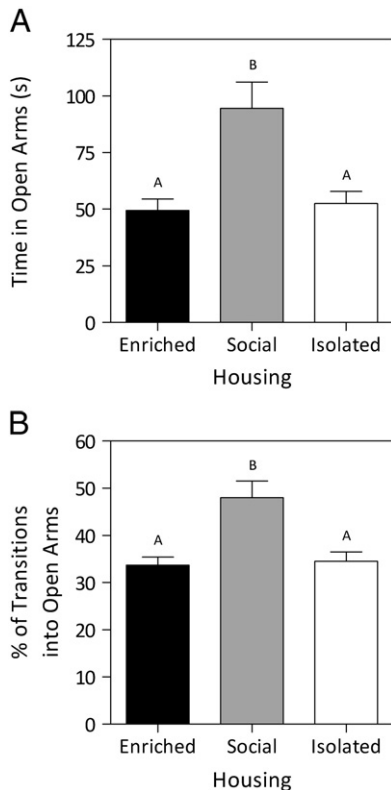 A
Time in Open Arms (s)
125
100
75
50
25
0
A
B
A
Enriched Social Isolated
Housing
B
% of Transitions
into Open Arms
60
50
40
30
20
10
0
A
B
A
Enriched Social Isolated
Housing